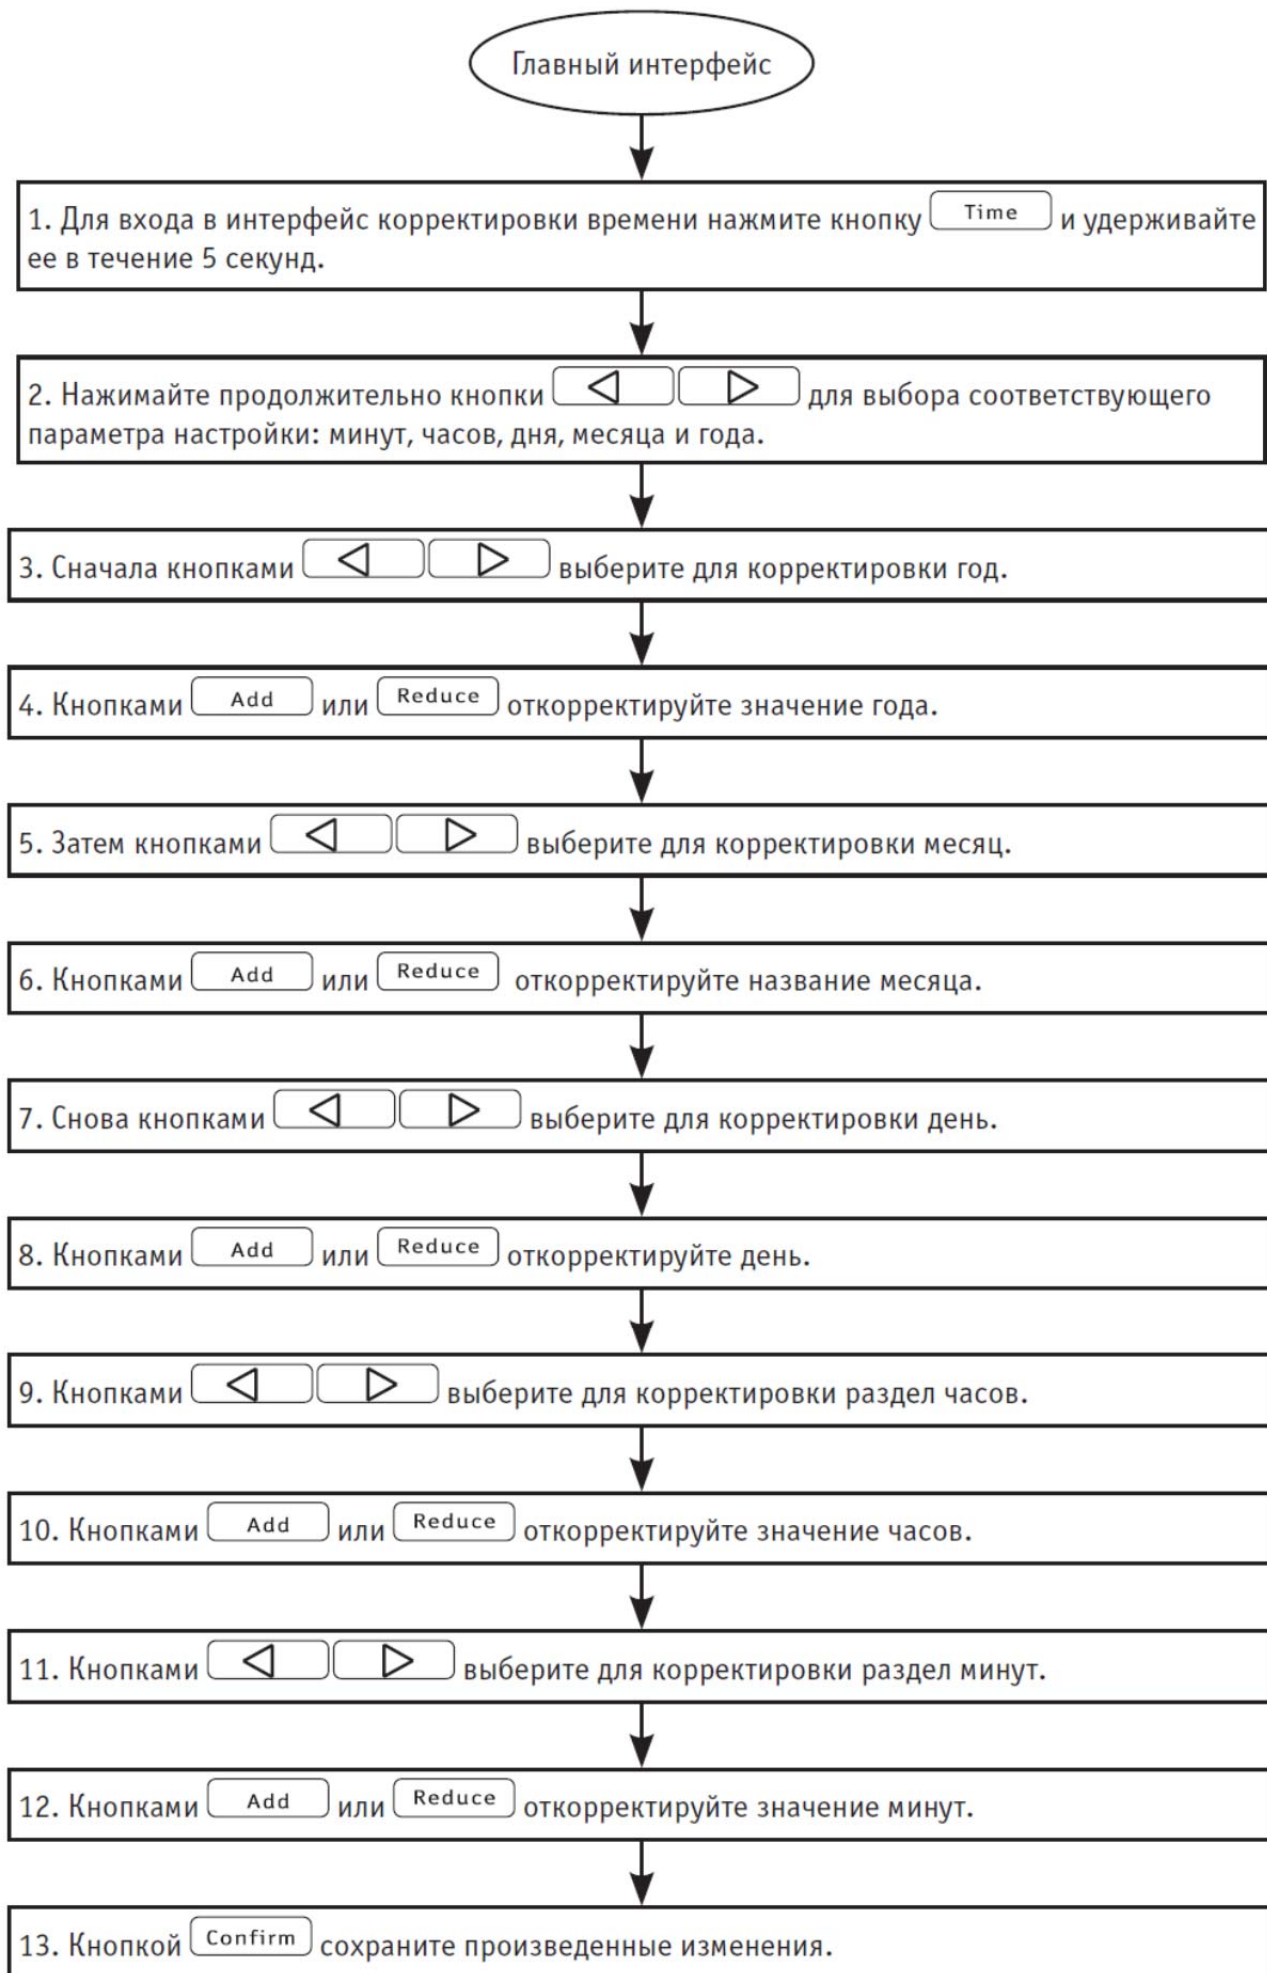 Главный интерфейс
1. Для входа в интерфейс корректировки времени нажмите кнопку Time и удерживайте
ее в течение 5 секунд.
2. Нажимайте продолжительно кнопки ◁ ▷ для выбора соответствующего
параметра настройки: минут, часов, дня, месяца и года.
3. Сначала кнопками ◁ ▷ выберите для корректировки год.
4. Кнопками Add или Reduce откорректируйте значение года.
5. Затем кнопками ◁ ▷ выберите для корректировки месяц.
6. Кнопками Add или Reduce откорректируйте название месяца.
7. Снова кнопками ◁ ▷ выберите для корректировки день.
8. Кнопками Add или Reduce откорректируйте день.
9. Кнопками ◁ ▷ выберите для корректировки раздел часов.
10. Кнопками Add или Reduce откорректируйте значение часов.
11. Кнопками ◁ ▷ выберите для корректировки раздел минут.
12. Кнопками Add или Reduce откорректируйте значение минут.
13. Кнопкой Confirm сохраните произведенные изменения.